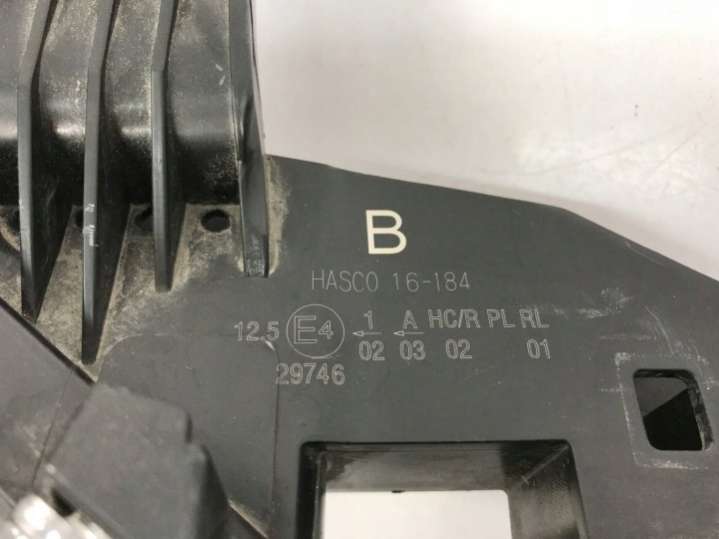 B
HASCO 16-184
12.5 E4 1 A HC/R PL RL
02 03 02 01
29746